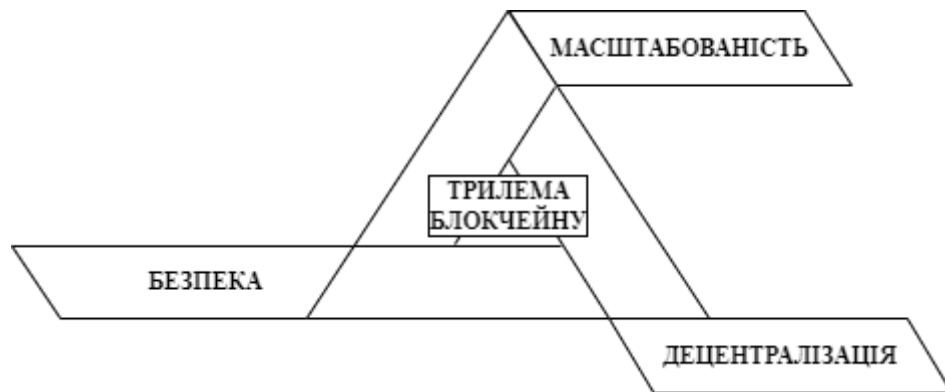 МАСШТАБОВАНІСТЬ
ТРИЛЕМА
БЛОКЧЕЙНУ
БЕЗПЕКА
ДЕЦЕНТРАЛІЗАЦІЯ